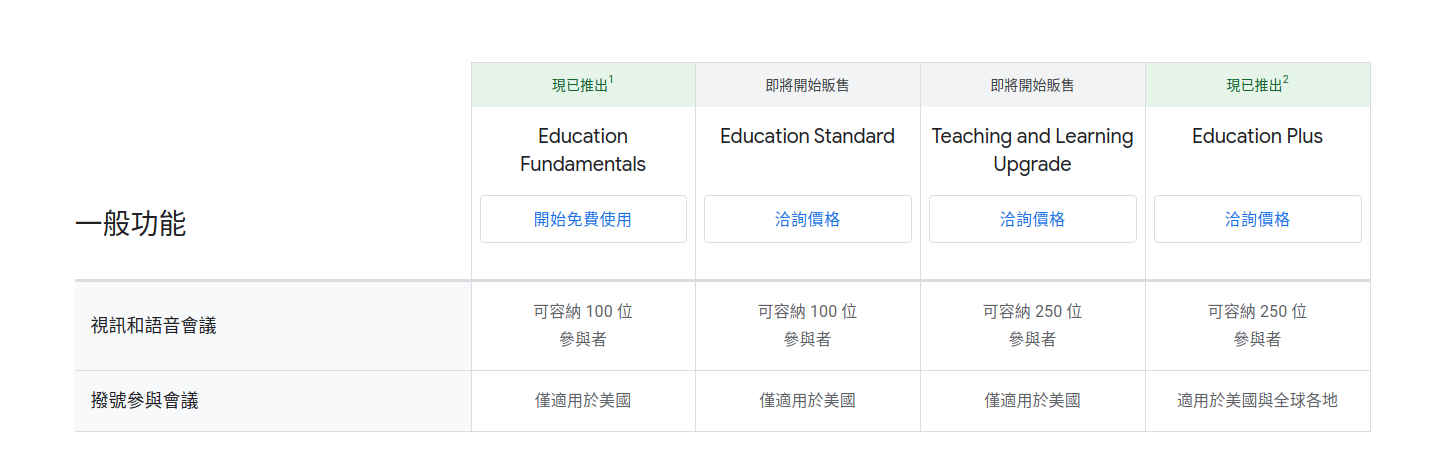 現已推出1
即將開始販售
即將開始販售
現已推出2
Education
Fundamentals
Education Standard
Teaching and Learning
Upgrade
Education Plus
一般功能
開始免費使用
洽詢價格
洽詢價格
洽詢價格
視訊和語音會議
可容納 100 位
參與者
可容納 100 位
參與者
可容納 250 位
參與者
可容納 250 位
參與者
撥號參與會議
僅適用於美國
僅適用於美國
僅適用於美國
適用於美國與全球各地